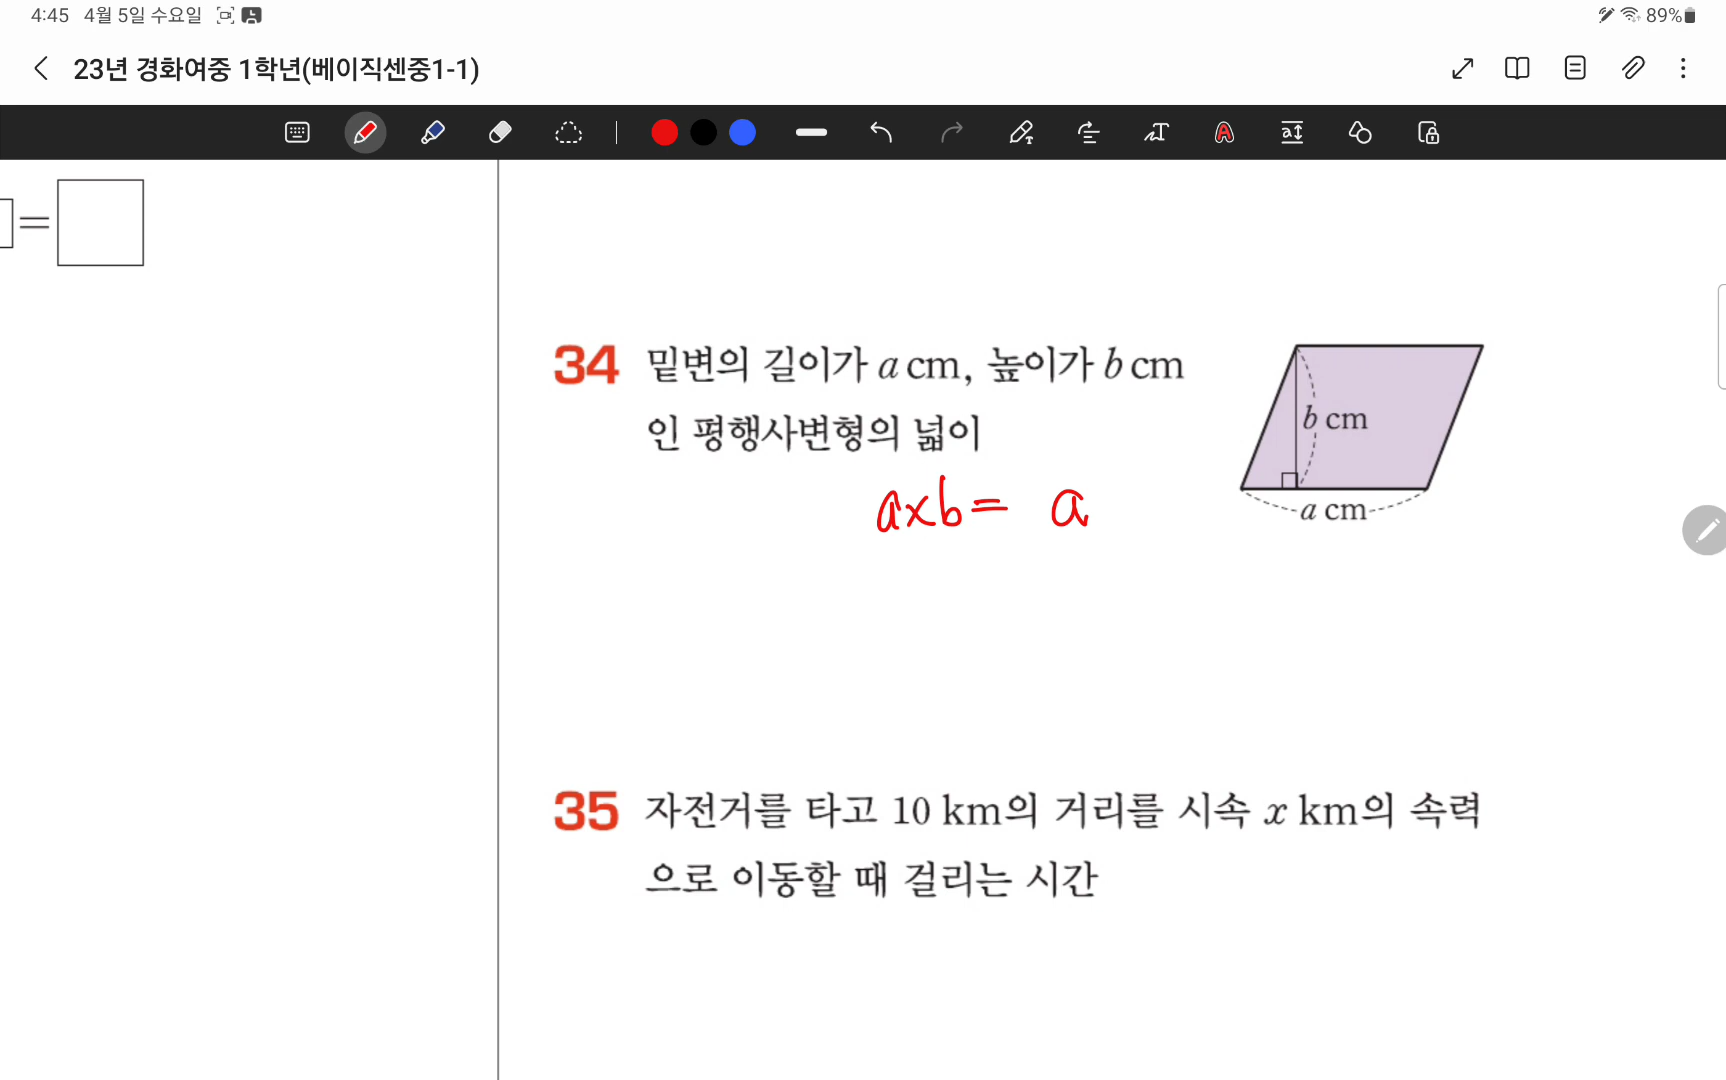 4:45 4월 5일 수요일
89%
23년 경화여중 1학년(베이직센중1-1)
=
34 밑변의 길이가 a cm, 높이가 b cm
인 평행사변형의 넓이
b cm
a cm
a×b= a
35 자전거를 타고 10 km의 거리를 시속 x km의 속력
으로 이동할 때 걸리는 시간